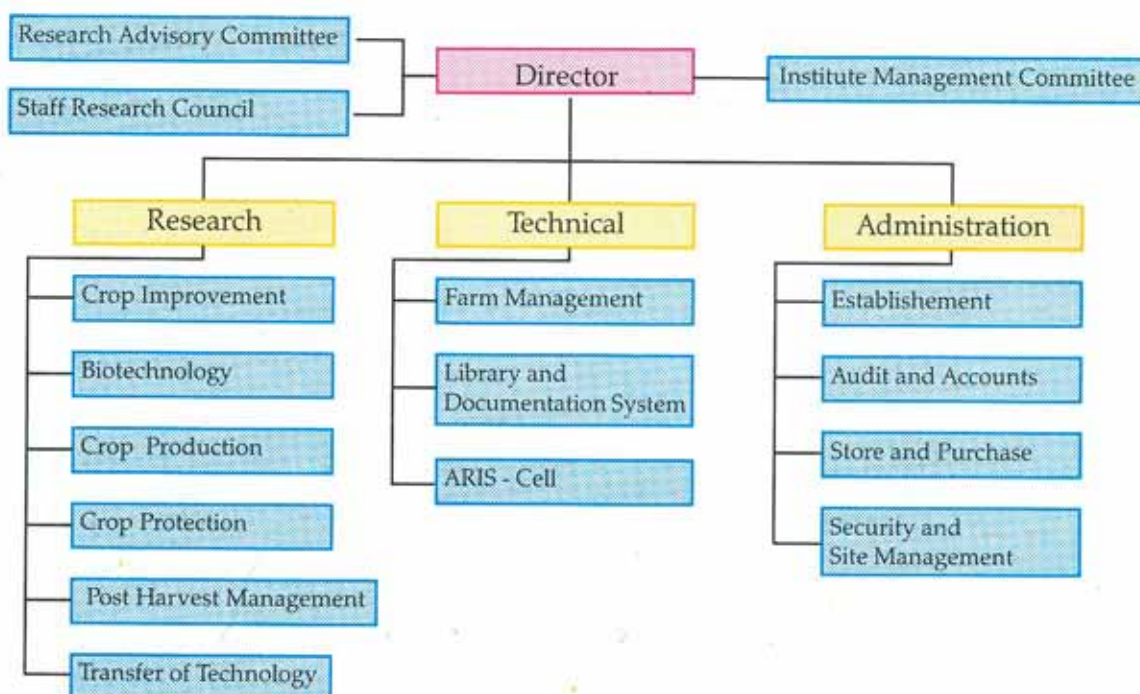 Research Advisory Committee
Staff Research Council
Director
Institute Management Committee
Research
Crop Improvement
Biotechnology
Crop Production
Crop Protection
Post Harvest Management
Transfer of Technology
Technical
Farm Management
Library and
Documentation System
ARIS - Cell
Administration
Establishement
Audit and Accounts
Store and Purchase
Security and
Site Management